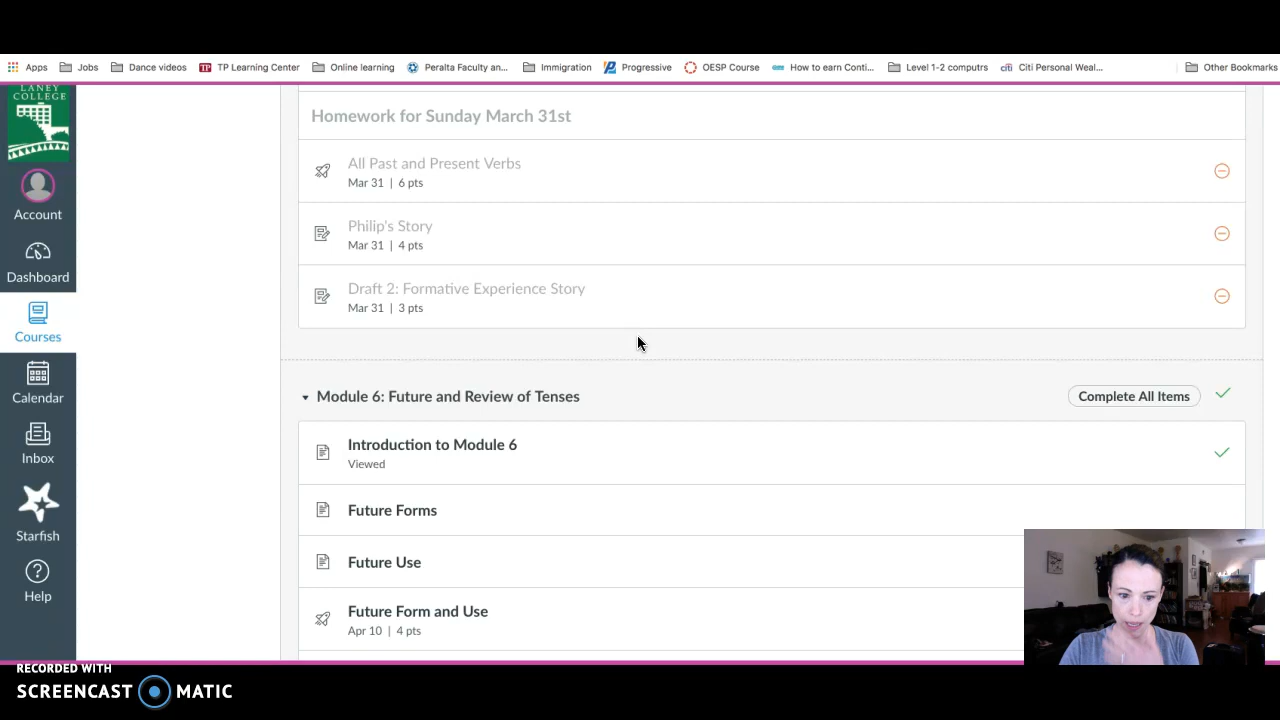 Apps Jobs Dance videos TP TP Learning Center Online learning Peralta Faculty an... Immigration Progressive OESP Course How to earn Conti... Level 1-2 computrs citi Citi Personal Weal... Other Bookmarks
LANEY
COLLEGE
Account
Dashboard
Courses
Calendar
Inbox
Starfish
Help
Homework for Sunday March 31st
All Past and Present Verbs
Mar 31 | 6 pts
Philip's Story
Mar 31 | 4 pts
Draft 2: Formative Experience Story
Mar 31 | 3 pts
Module 6: Future and Review of Tenses Complete All Items
Introduction to Module 6
Viewed
Future Forms
Future Use
Future Form and Use
Apr 10 | 4 pts
RECORDED WITH
SCREENCAST MATIC